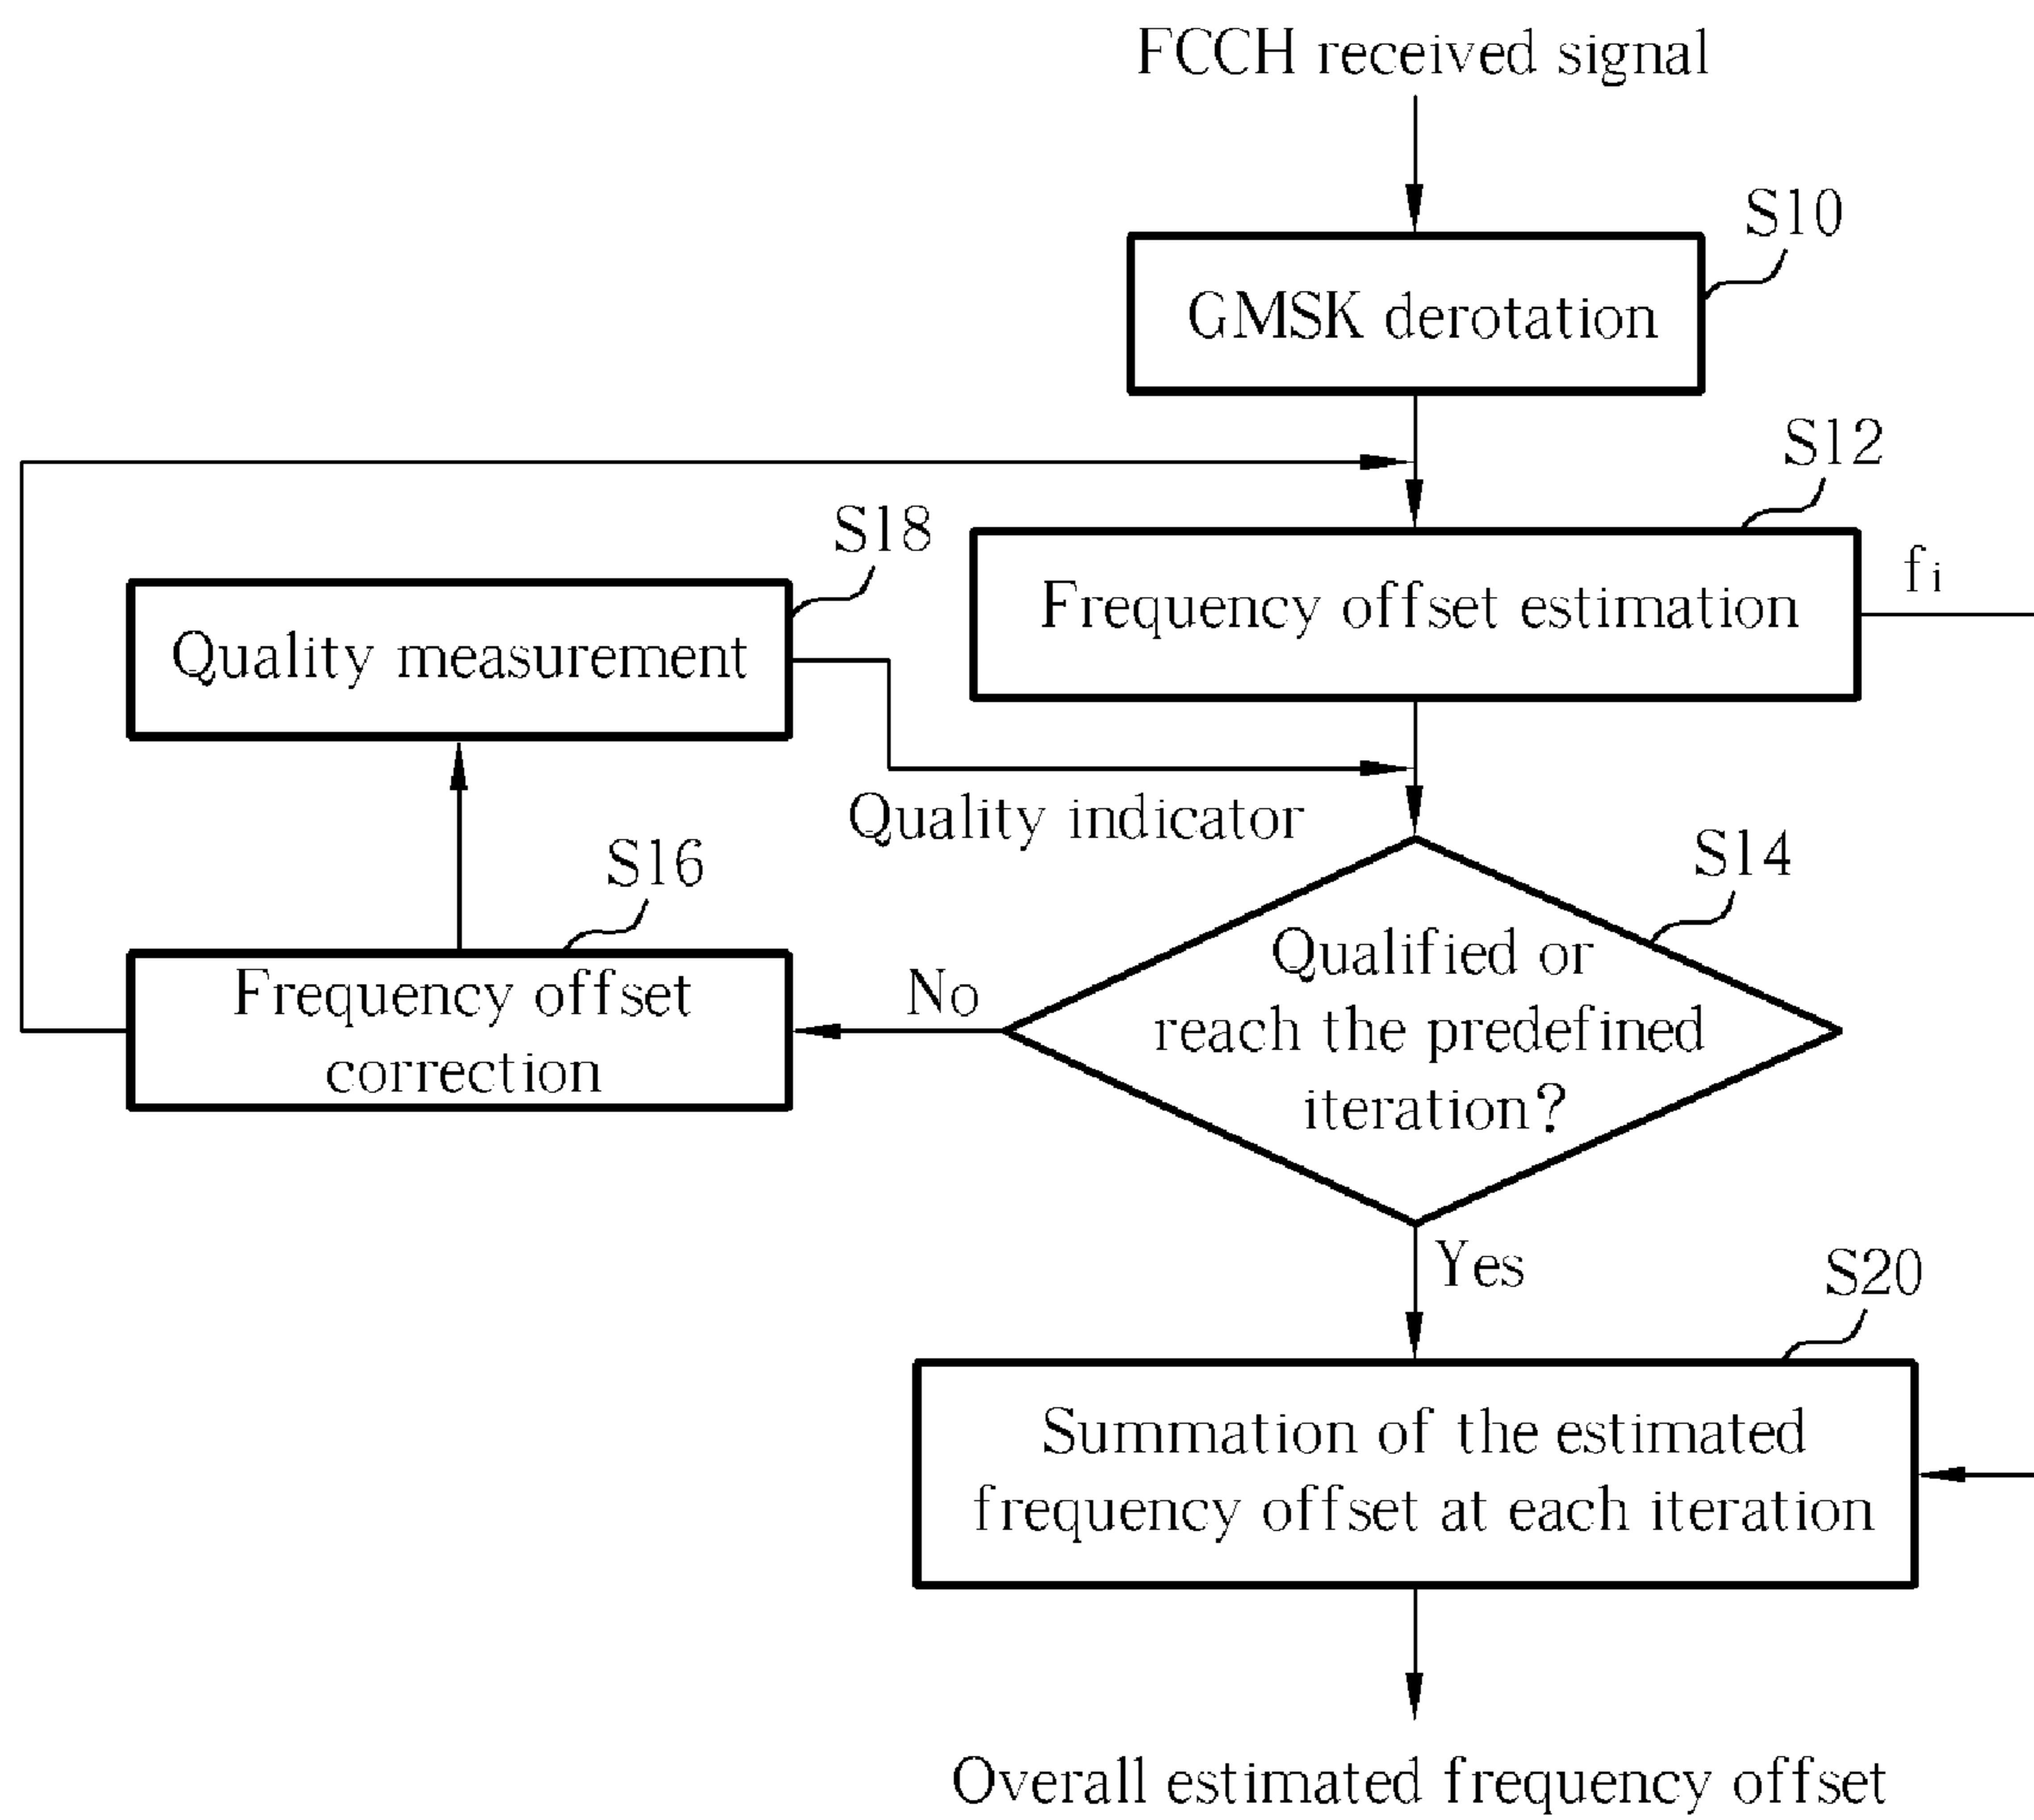 FCCH received signal
S10
GMSK derotation
S12
S18
Frequency offset estimation
fi
Quality measurement
Quality indicator
S14
S16
Qualified or
reach the predefined
iteration?
No
Frequency offset
correction
Yes
S20
Summation of the estimated
frequency offset at each iteration
Overall estimated frequency offset